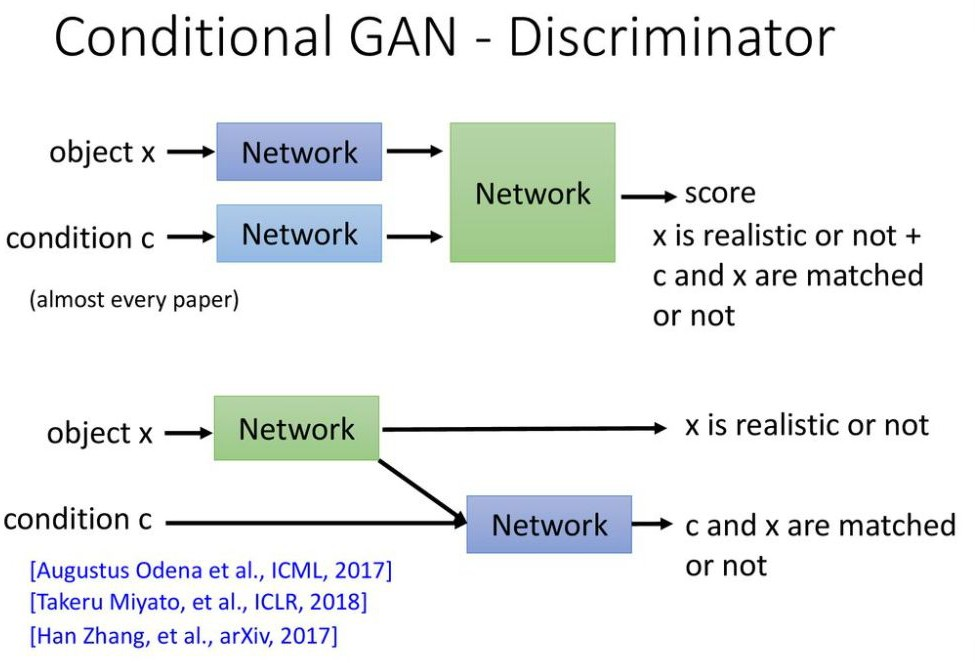 Conditional GAN - Discriminator
object x
Network
condition c
Network
(almost every paper)
Network
score
x is realistic or not +
c and x are matched
or not
object x
Network
x is realistic or not
condition c
Network
c and x are matched
or not
[Augustus Odena et al., ICML, 2017]
[Takeru Miyato, et al., ICLR, 2018]
[Han Zhang, et al., arXiv, 2017]